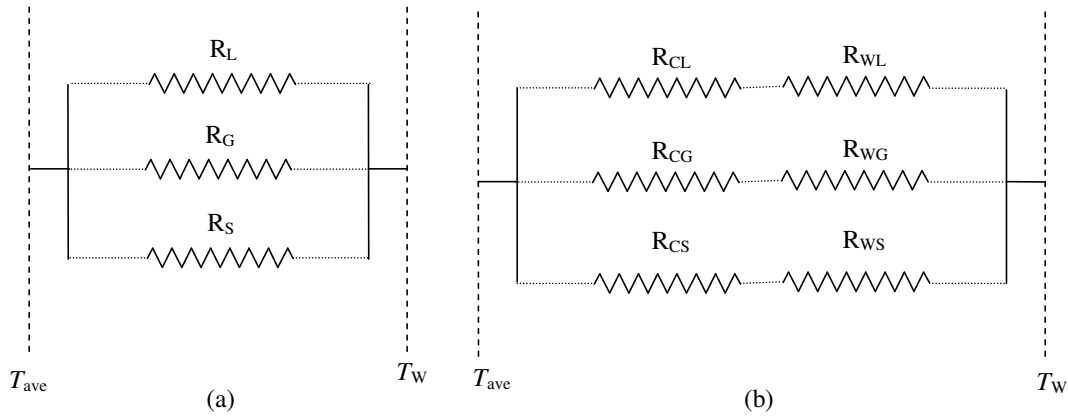 R_L
R_G
R_S
T_ave
T_W
(a)
R_CL R_WL
R_CG R_WG
R_CS R_WS
T_ave
T_W
(b)